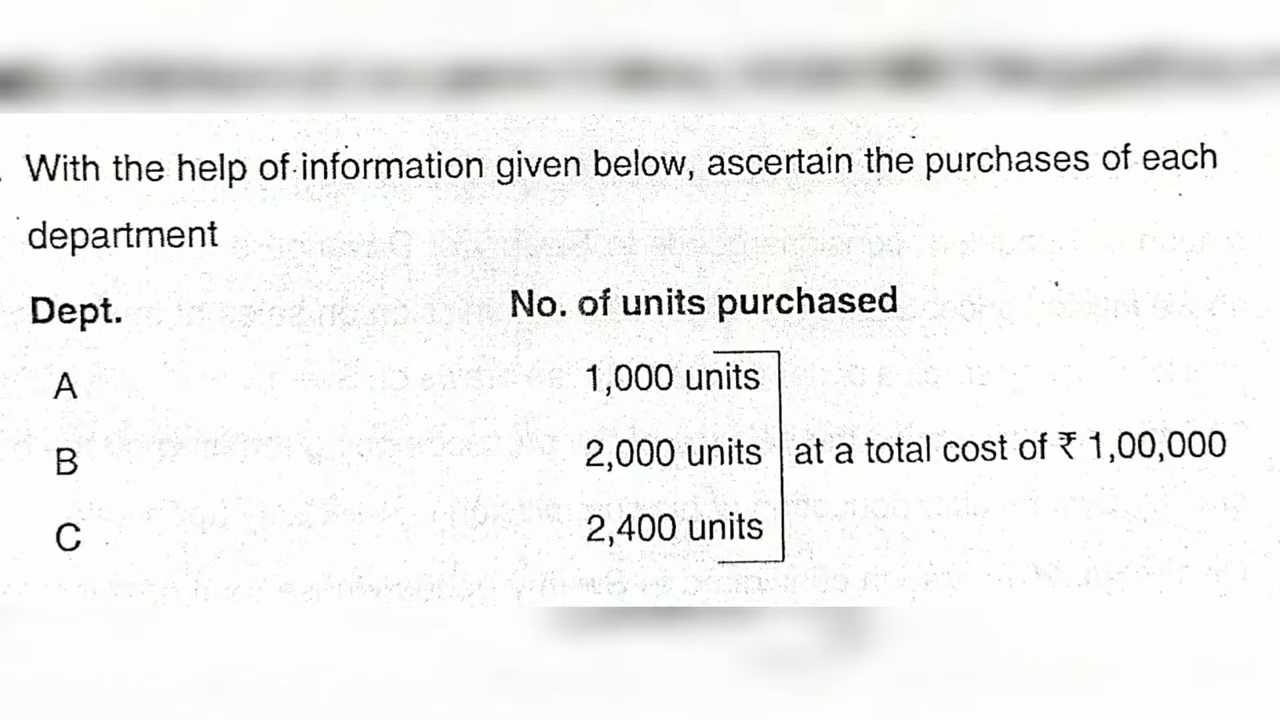 With the help of information given below, ascertain the purchases of each
department
Dept. No. of units purchased
A 1,000 units
B 2,000 units at a total cost of ₹ 1,00,000
C 2,400 units